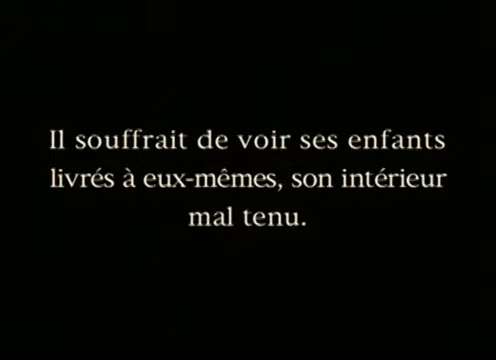 Il souffrait de voir ses enfants
livrés à eux-mêmes, son intérieur
mal tenu.